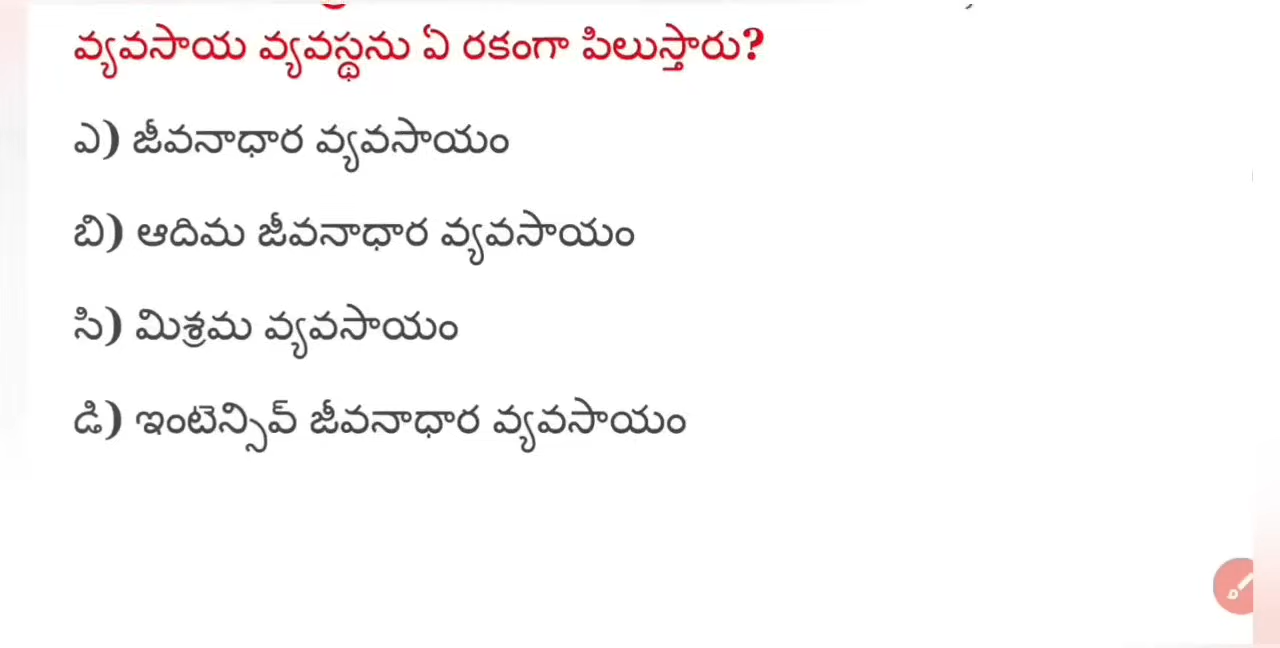 వ్యవసాయ వ్యవస్థను ఏ రకంగా పిలుస్తారు?
ఎ) జీవనాధార వ్యవసాయం
బి) ఆదిమ జీవనాధార వ్యవసాయం
సి) మిశ్రమ వ్యవసాయం
డి) ఇంటెన్సివ్ జీవనాధార వ్యవసాయం